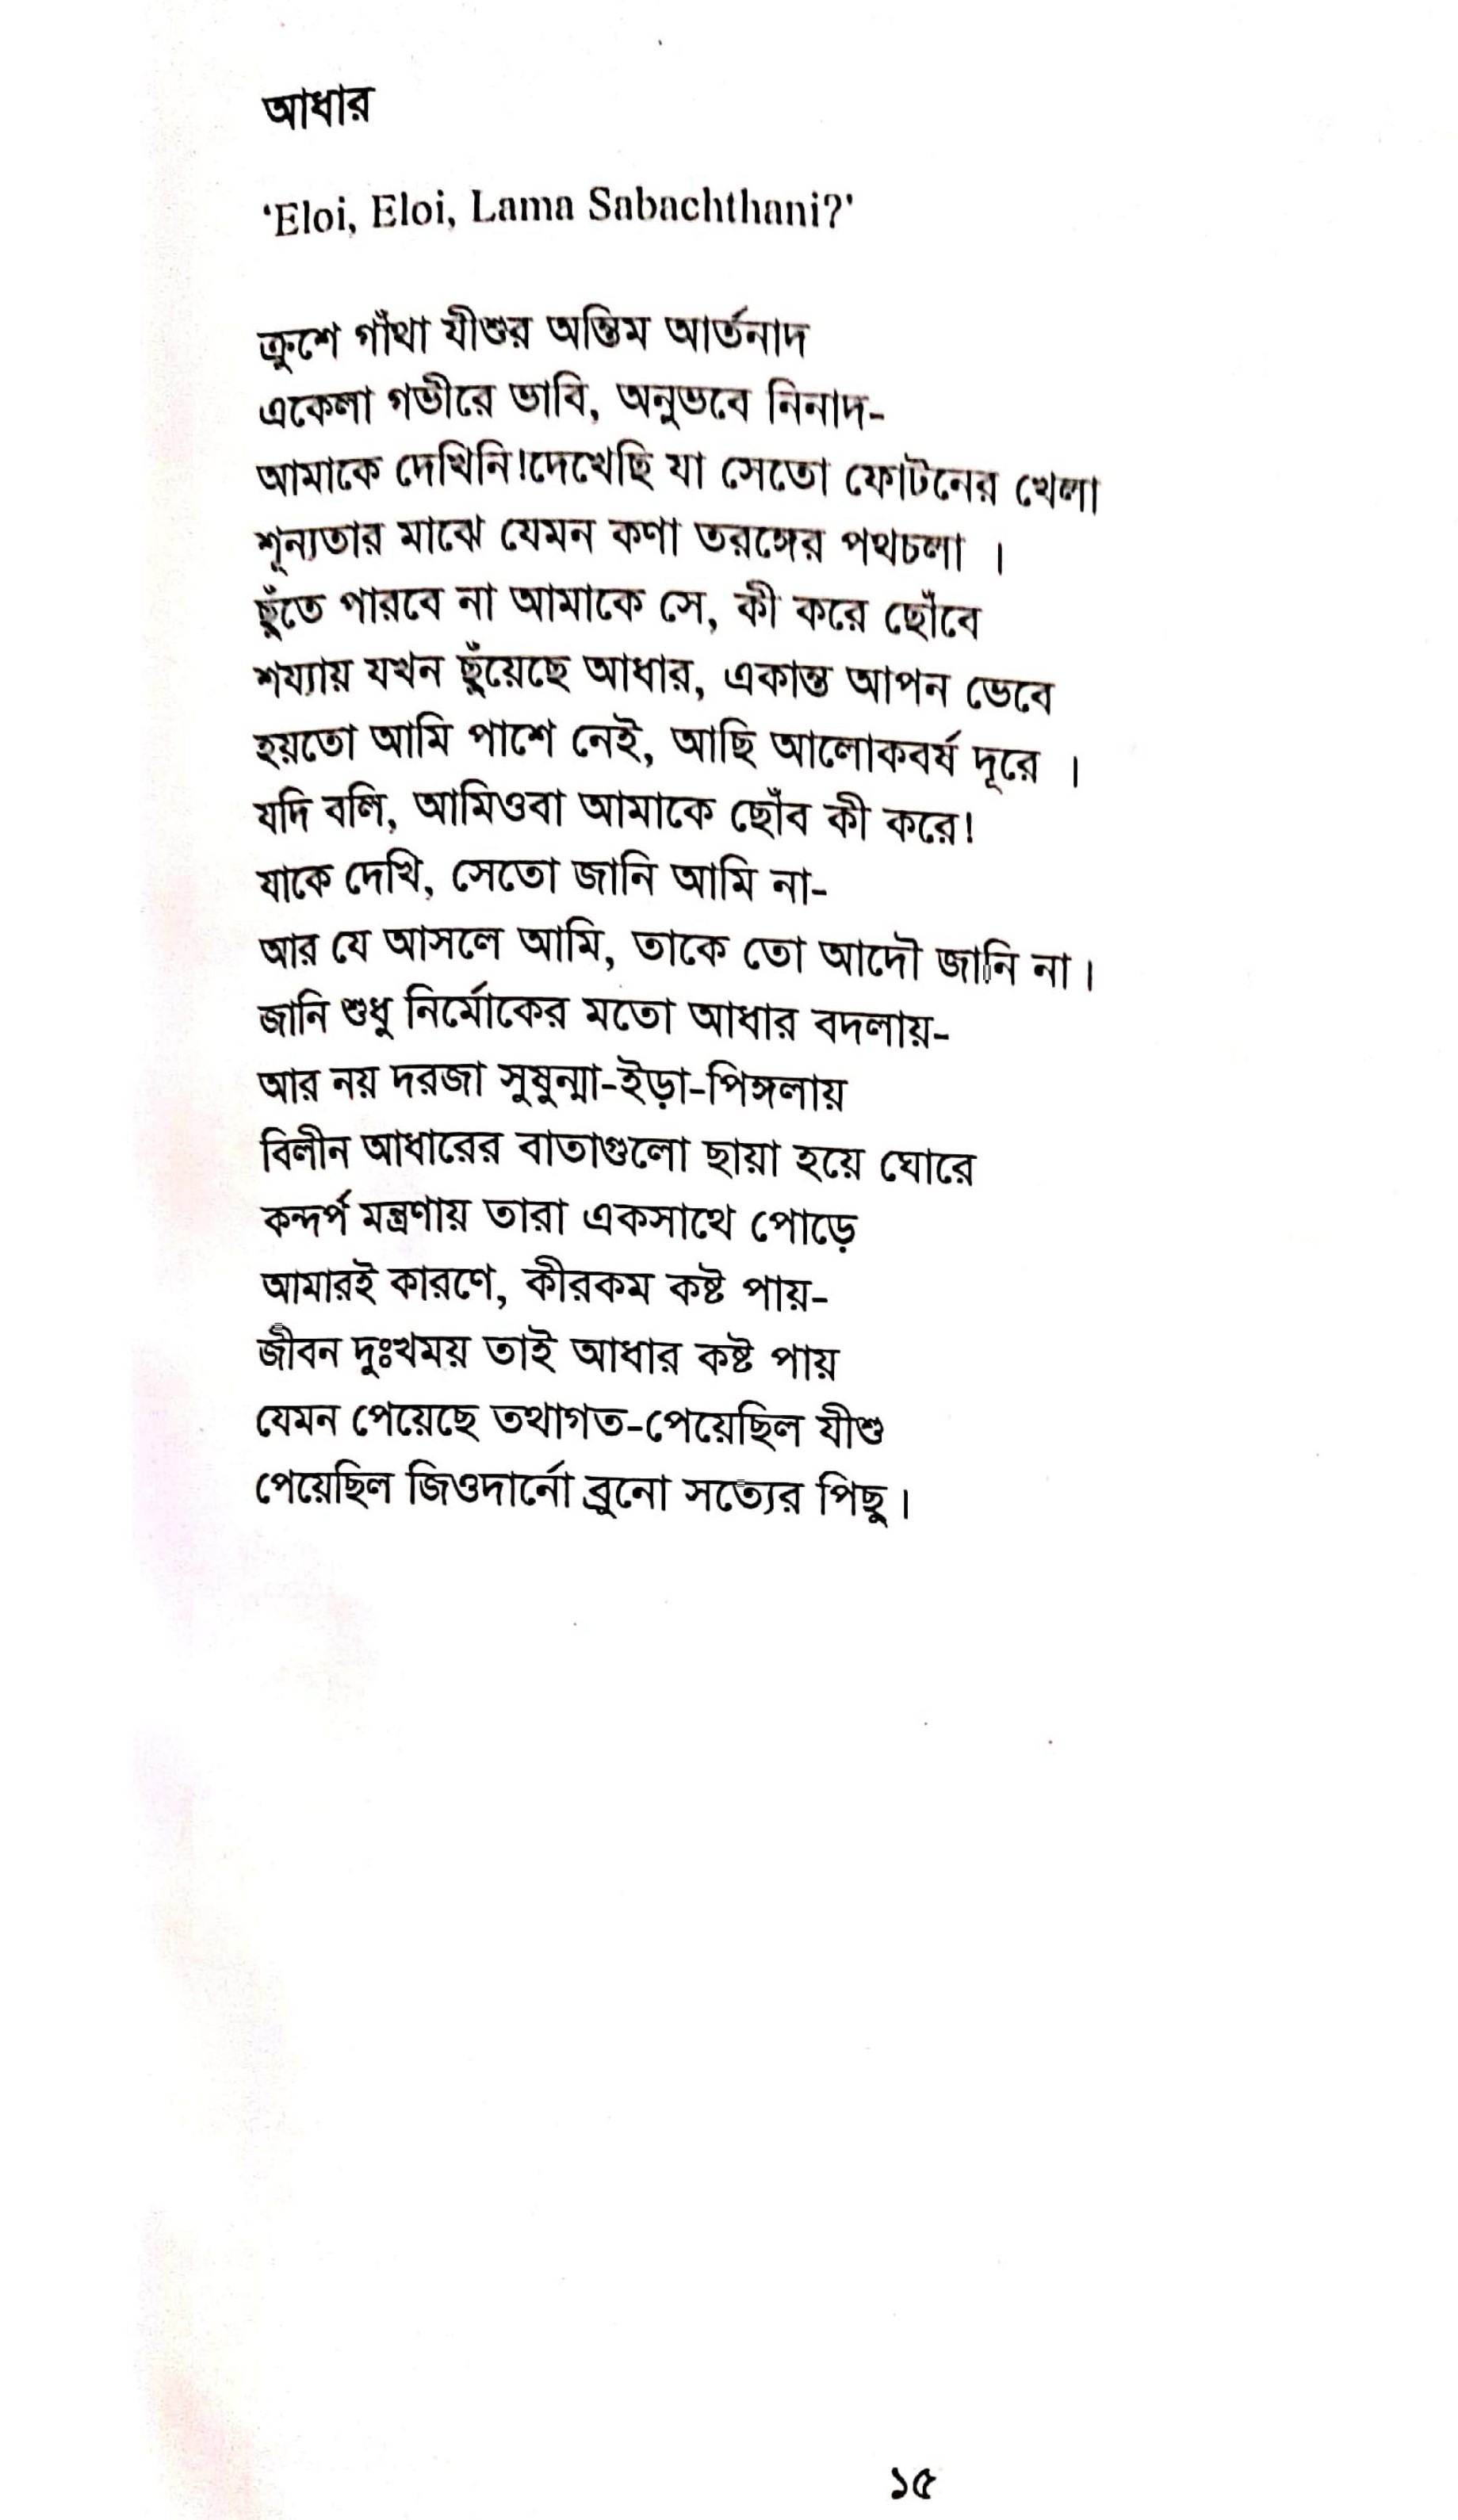 আধার
‘Eloi, Eloi, Lama Sabachthani?'
ক্রুশে গাঁথা যীশুর অন্তিম আর্তনাদ
একেলা গভীরে ভাবি, অনুভবে নিনাদ-
আমাকে দেখিনি।দেখেছি যা সেতো ফোটনের খেলা
শূন্যতার মাঝে যেমন কণা তরঙ্গের পথচলা ।
ছুঁতে পারবে না আমাকে সে, কী করে ছোঁবে
শয্যায় যখন ছুঁয়েছে আধার, একান্ত আপন ভেবে
হয়তো আমি পাশে নেই, আছি আলোকবর্ষ দূরে ।
যদি বলি, আমিওবা আমাকে ছোঁব কী করে!
যাকে দেখি, সেতো জানি আমি না-
আর যে আসলে আমি, তাকে তো আদৌ জানি না ।
জানি শুধু নির্মোকের মতো আধার বদলায়-
আর নয় দরজা সুষুন্মা-ইড়া-পিঙ্গলায়
বিলীন আধারের বাতাগুলো ছায়া হয়ে ঘোরে
কন্দর্প মন্ত্রণায় তারা একসাথে পোড়ে
আমারই কারণে, কীরকম কষ্ট পায়-
জীবন দুঃখময় তাই আধার কষ্ট পায়
যেমন পেয়েছে তথাগত-পেয়েছিল যীশু
পেয়েছিল জিওদার্নো ব্রুনো সত্যের পিছু ।
১৫